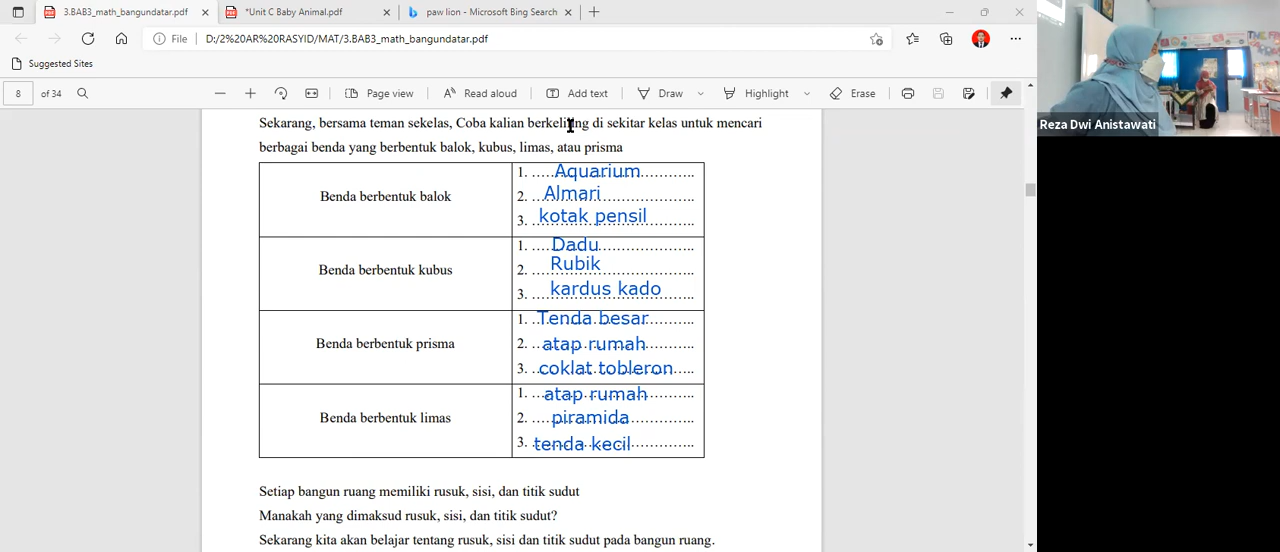 3.BAB3_math_bangundatar.pdf
*Unit C Baby Animal.pdf
paw lion - Microsoft Bing Search
File D:/2%20AR%20RASYID/MAT/3.BAB3_math_bangundatar.pdf
Suggested Sites
8 of 34 Page view Read aloud Add text Draw Highlight Erase
Reza Dwi Anistawati
Sekarang, bersama teman sekelas, Coba kalian berkeliling di sekitar kelas untuk mencari
berbagai benda yang berbentuk balok, kubus, limas, atau prisma
Benda berbentuk balok
1. Aquarium
2. Almari
3. kotak pensil
Benda berbentuk kubus
1. Dadu
2. Rubik
3. kardus kado
Benda berbentuk prisma
1. Tenda besar
2. atap rumah
3. coklat tobleron
Benda berbentuk limas
1. atap rumah
2. piramida
3. tenda kecil
Setiap bangun ruang memiliki rusuk, sisi, dan titik sudut
Manakah yang dimaksud rusuk, sisi, dan titik sudut?
Sekarang kita akan belajar tentang rusuk, sisi dan titik sudut pada bangun ruang.